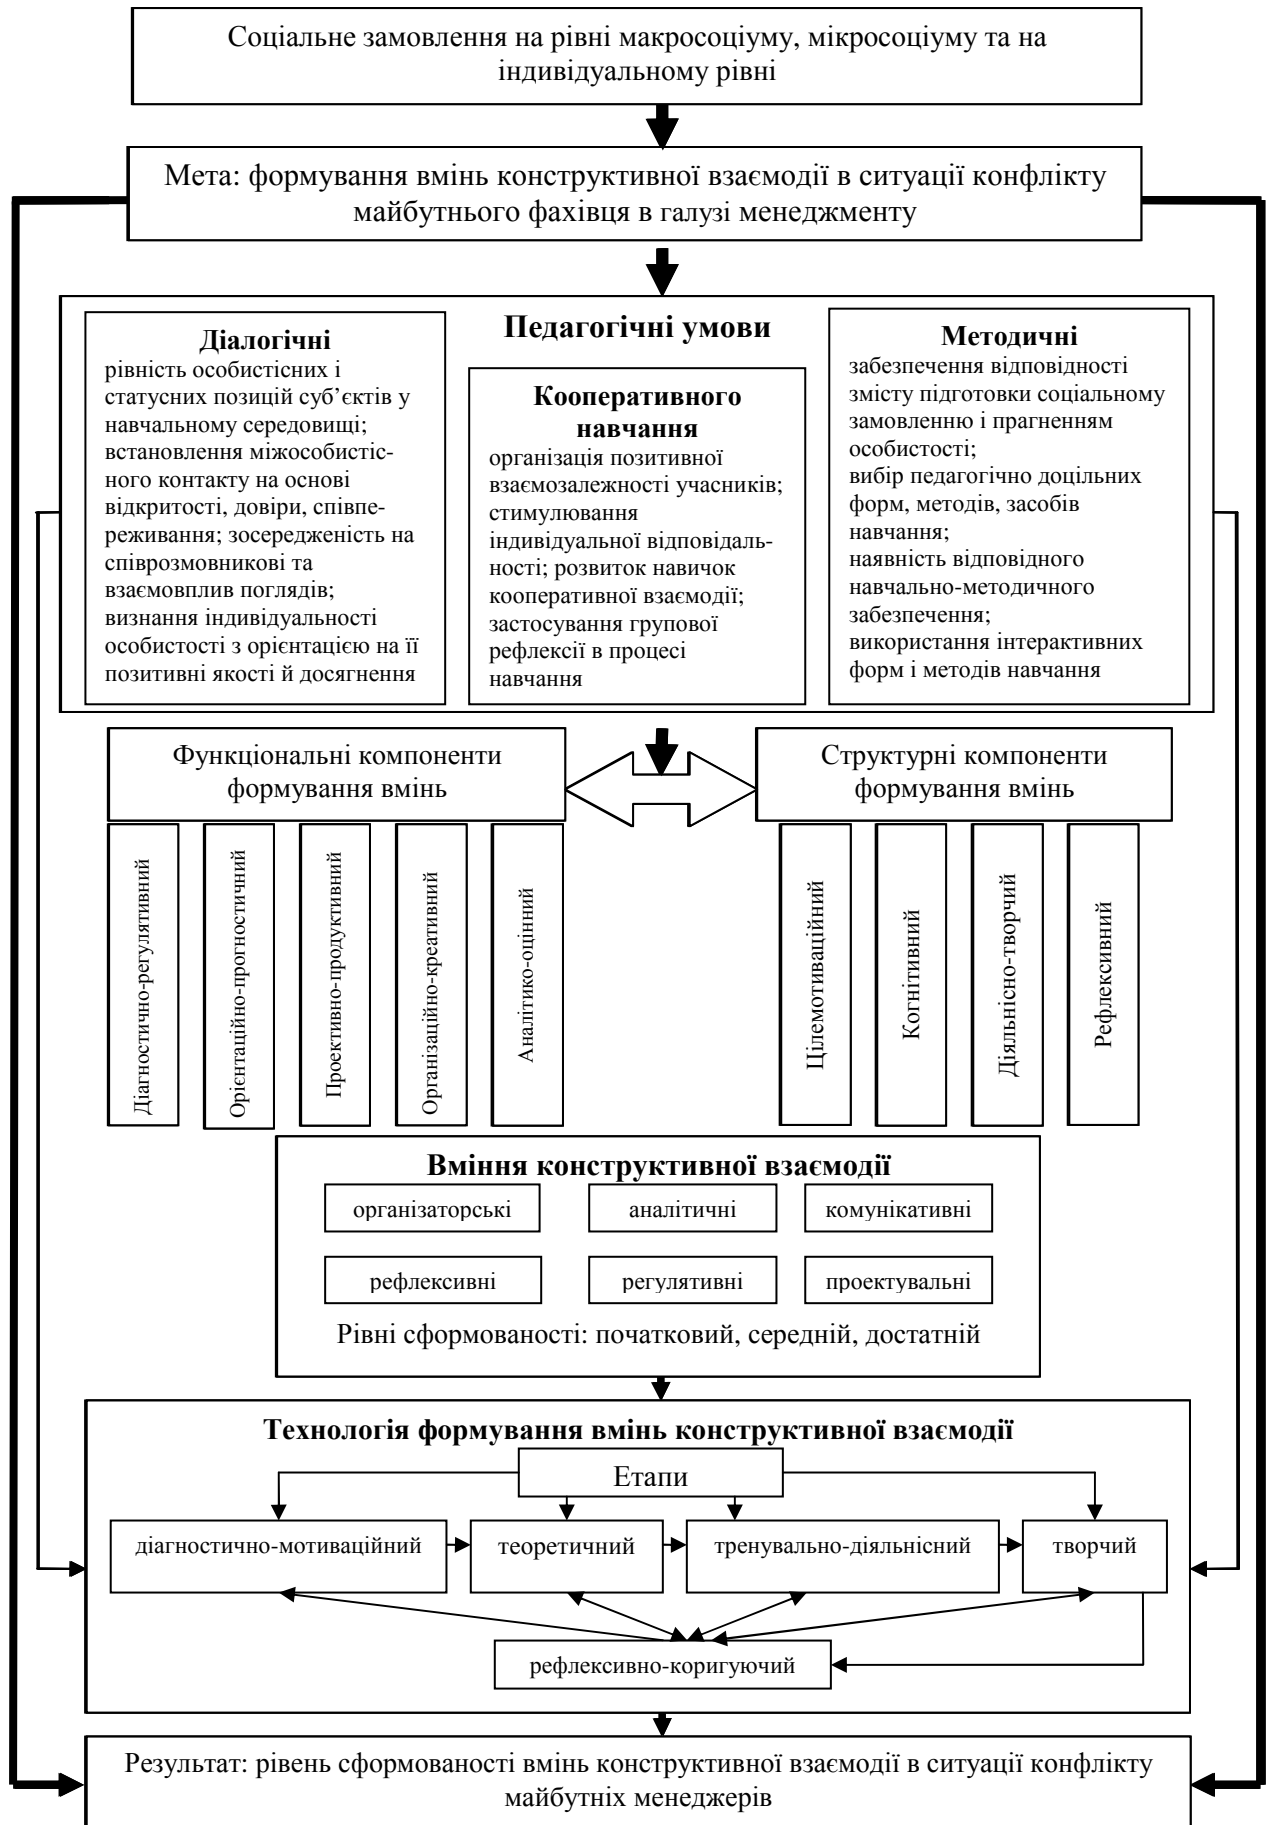 Соціальне замовлення на рівні макросоціуму, мікросоціуму та на
індивідуальному рівні
Мета: формування вмінь конструктивної взаємодії в ситуації конфлікту
майбутнього фахівця в галузі менеджменту
Педагогічні умови
Діалогічні
рівність особистісних і
статусних позицій суб’єктів у
навчальному середовищі;
встановлення міжособистіс-
ного контакту на основі
відкритості, довіри, співпе-
реживання; зосередженість на
співрозмовникові та
взаємовплив поглядів;
визнання індивідуальності
особистості з орієнтацією на її
позитивні якості й досягнення
Кооперативного
навчання
організація позитивної
взаємозалежності учасників;
стимулювання
індивідуальної відповідаль-
ності; розвиток навичок
кооперативної взаємодії;
застосування групової
рефлексії в процесі
навчання
Методичні
забезпечення відповідності
змісту підготовки соціальному
замовленню і прагненням
особистості;
вибір педагогічно доцільних
форм, методів, засобів
навчання;
наявність відповідного
навчально-методичного
забезпечення;
використання інтерактивних
форм і методів навчання
Функціональні компоненти
формування вмінь
Структурні компоненти
формування вмінь
Діагностично-регулятивний
Орієнтаційно-прогностичний
Проективно-продуктивний
Організаційно-креативний
Аналітико-оцінний
Цілемотиваційний
Когнітивний
Діяльнісно-творчий
Рефлексивний
Вміння конструктивної взаємодії
організаторські
аналітичні
комунікативні
рефлексивні
регулятивні
проектувальні
Рівні сформованості: початковий, середній, достатній
Технологія формування вмінь конструктивної взаємодії
Етапи
діагностично-мотиваційний
теоретичний
тренувально-діяльнісний
творчий
рефлексивно-коригуючий
Результат: рівень сформованості вмінь конструктивної взаємодії в ситуації конфлікту
майбутніх менеджерів